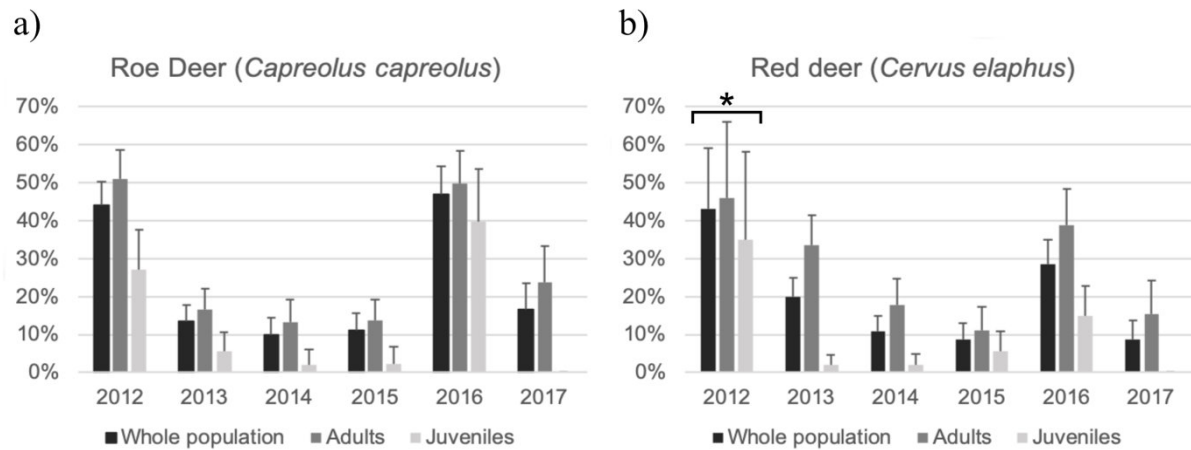 a)
Roe Deer (Capreolus capreolus)
70%
60%
50%
40%
30%
20%
10%
0%
2012 2013 2014 2015 2016 2017
Whole population Adults Juveniles
b)
Red deer (Cervus elaphus)
70%
60%
50%
40%
30%
20%
10%
0%
*
2012 2013 2014 2015 2016 2017
Whole population Adults Juveniles